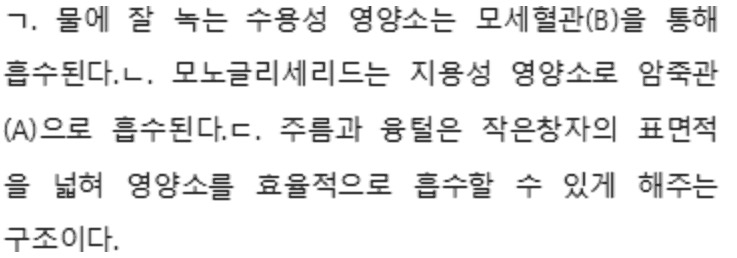 ㄱ. 물에 잘 녹는 수용성 영양소는 모세혈관(B)을 통해
흡수된다.ㄴ. 모노글리세리드는 지용성 영양소로 암죽관
(A)으로 흡수된다.ㄷ. 주름과 융털은 작은창자의 표면적
을 넓혀 영양소를 효율적으로 흡수할 수 있게 해주는
구조이다.